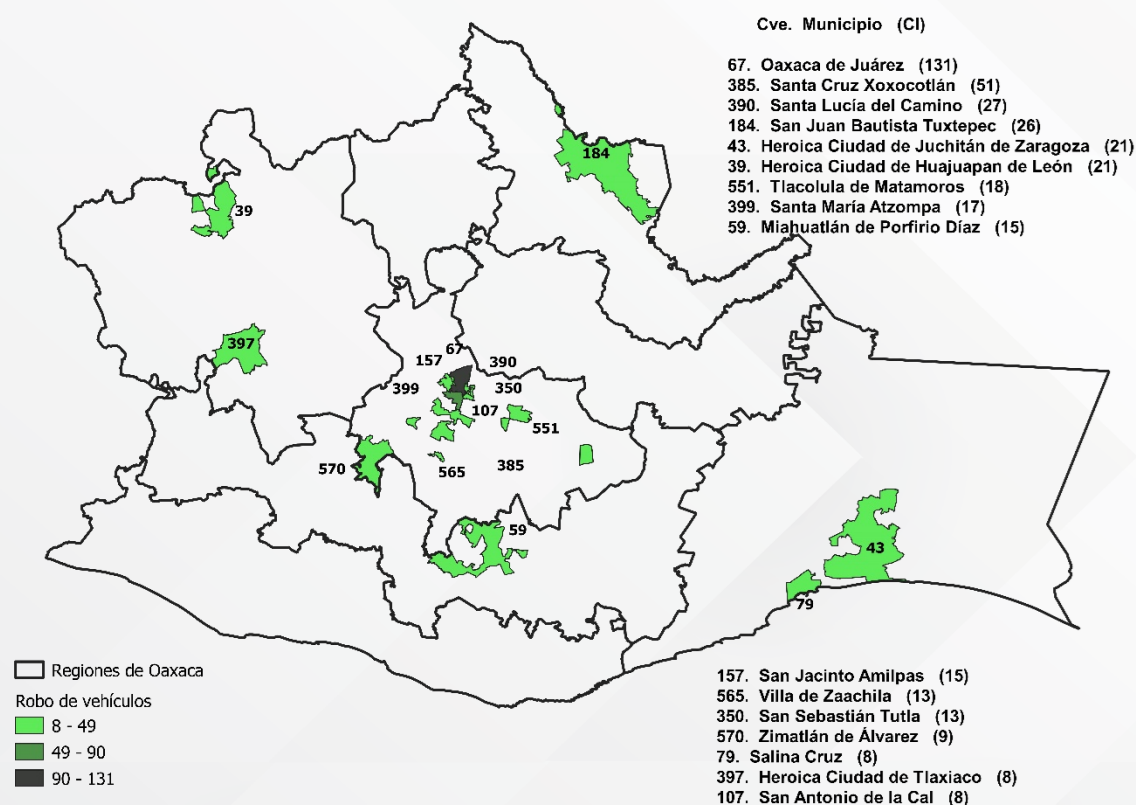 Cve. Municipio (CI)
67. Oaxaca de Juárez (131)
385. Santa Cruz Xoxocotlán (51)
390. Santa Lucía del Camino (27)
184. San Juan Bautista Tuxtepec (26)
43. Heroica Ciudad de Juchitán de Zaragoza (21)
39. Heroica Ciudad de Huajuapan de León (21)
551. Tlacolula de Matamoros (18)
399. Santa María Atzompa (17)
59. Miahuatlán de Porfirio Díaz (15)
184
39
397
67
157
390
399
350
107
551
570
565
385
59
43
79
Regiones de Oaxaca
Robo de vehículos
8 - 49
49 - 90
90 - 131
157. San Jacinto Amilpas (15)
565. Villa de Zaachila (13)
350. San Sebastián Tutla (13)
570. Zimatlán de Álvarez (9)
79. Salina Cruz (8)
397. Heroica Ciudad de Tlaxiaco (8)
107. San Antonio de la Cal (8)